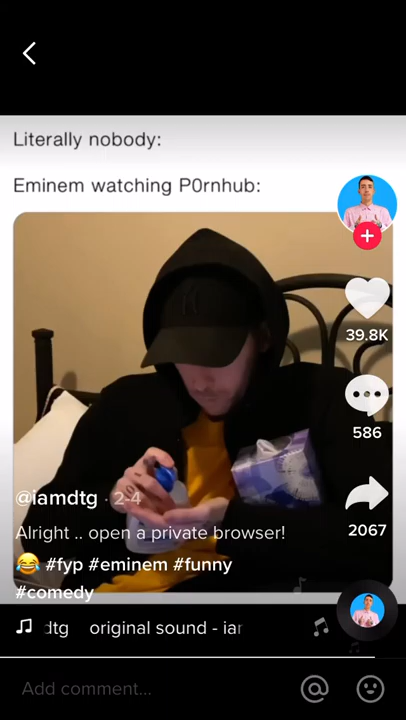 Literally nobody:
Eminem watching P0rnhub:
39.8K
586
@iamdtg · 2-4
2067
Alright .. open a private browser!
😂 #fyp #eminem #funny
#comedy
dtg original sound - iar
Add comment...